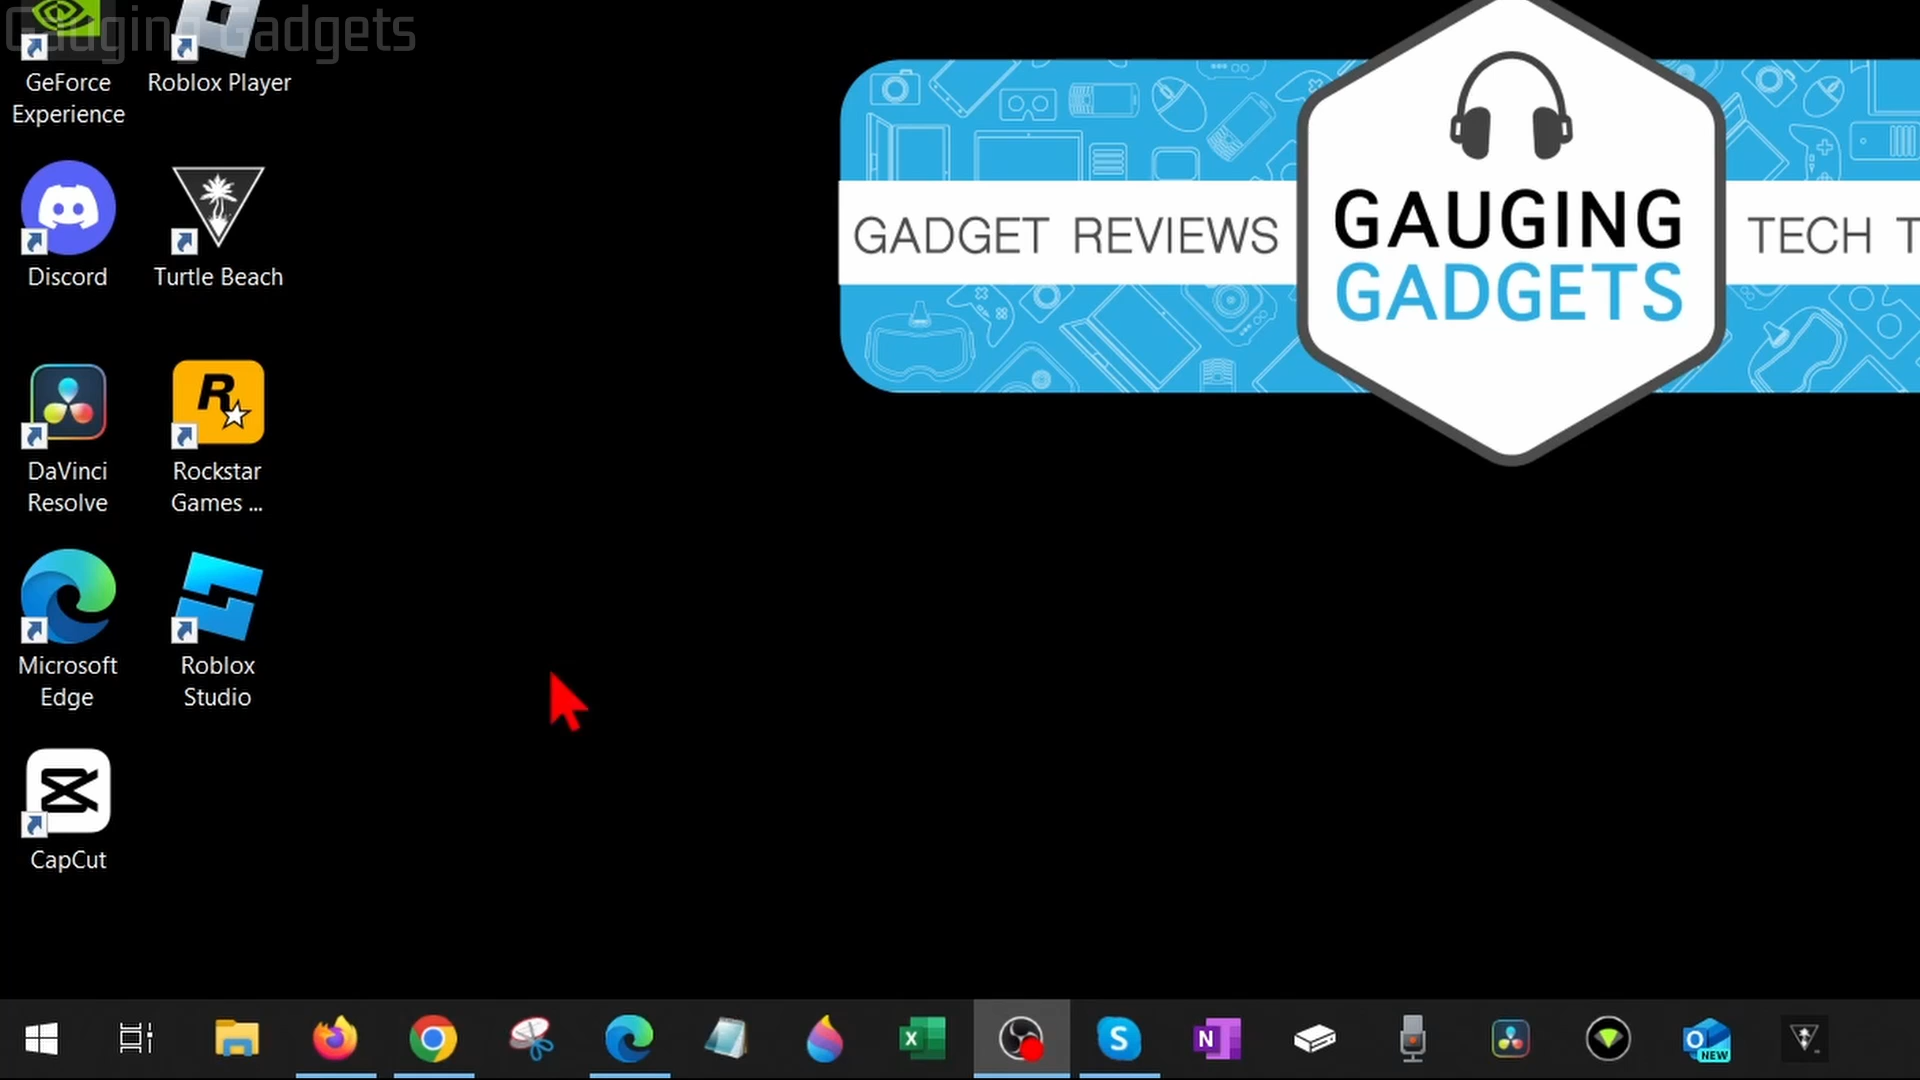 Gauging Gadgets
GeForce
Experience
Roblox Player
Discord
Turtle Beach
DaVinci
Resolve
Rockstar
Games ...
Microsoft
Edge
Roblox
Studio
CapCut
GADGET REVIEWS
GAUGING
GADGETS
TECH T
R
X
S
N
O
NEW